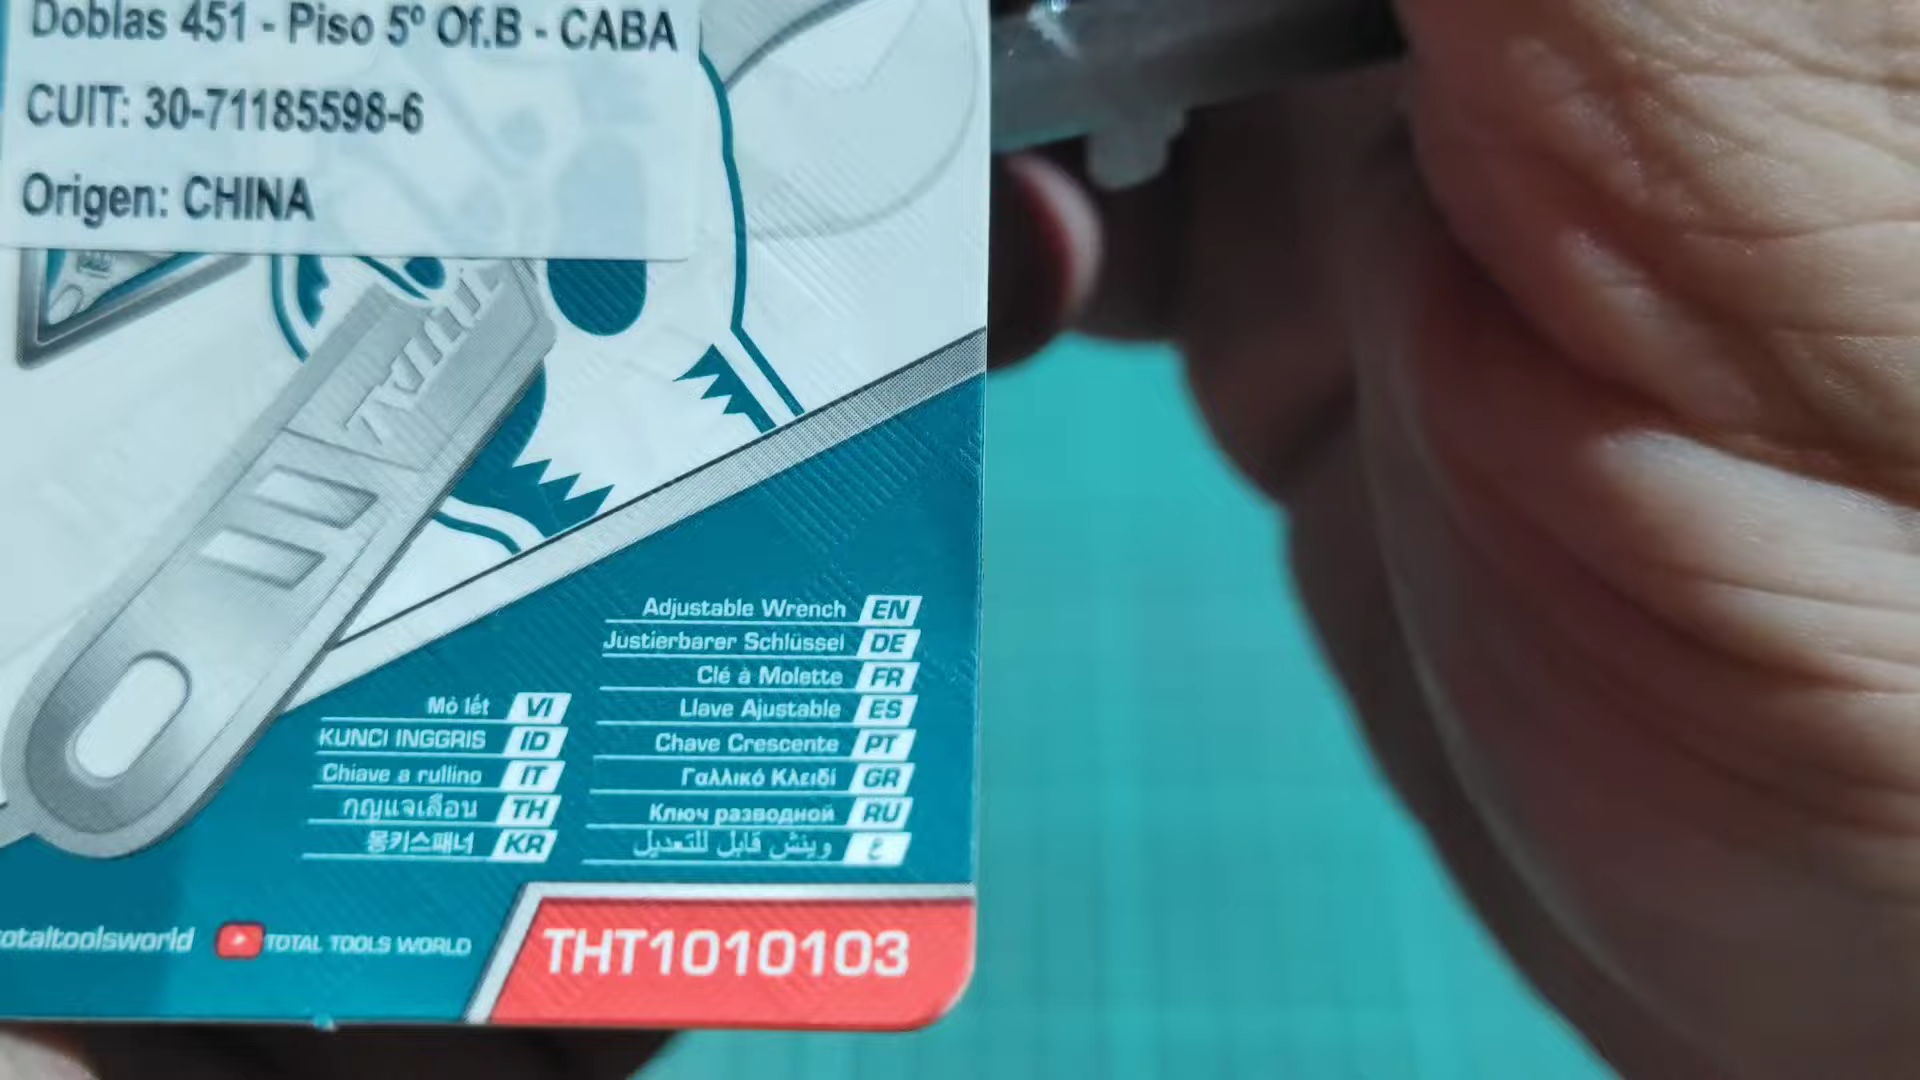 Doblas 451 - Piso 5º Of.B - CABA
CUIT: 30-71185598-6
Origen: CHINA
TOTAL
Adjustable Wrench EN
Justierbarer Schlüssel DE
Clé à Molette FR
Llave Ajustable ES
Chave Crescente PT
Γαλλικό Κλειδί GR
Ключ разводной RU
وينش قابل للتعديل ع
Mỏ lết VI
KUNCI INGGRIS ID
Chiave a rullino IT
กุญแจเลื่อน TH
몽키스패너 KR
otaltoolsworld
TOTAL TOOLS WORLD
THT1010103